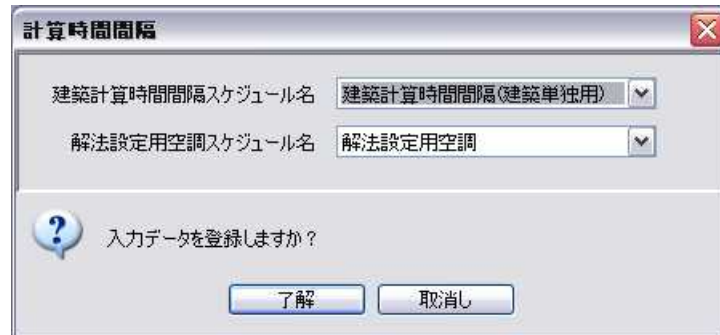 計算時間間隔
建築計算時間間隔スケジュール名 建築計算時間間隔(建築単独用)
解法設定用空調スケジュール名 解法設定用空調
入力データを登録しますか?
了解 取消し